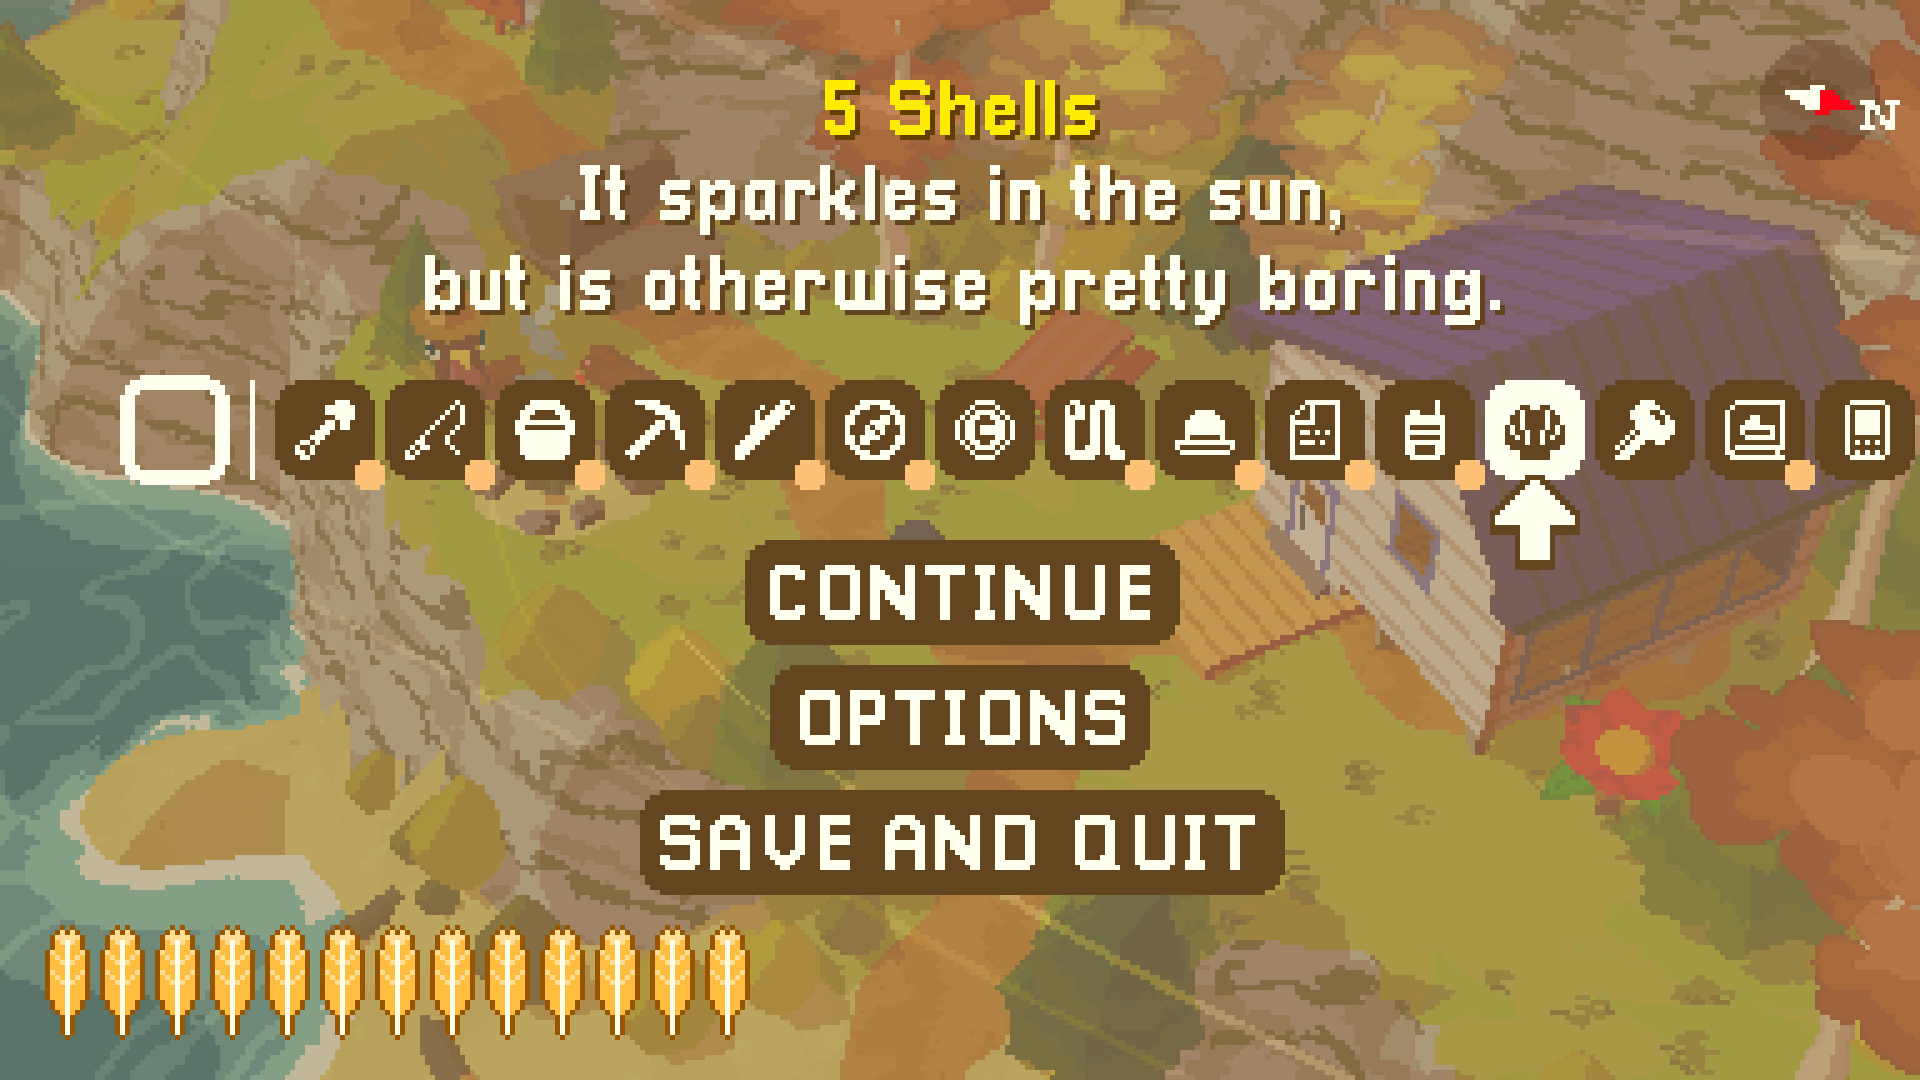 5 Shells
N
It sparkles in the sun,
but is otherwise pretty boring.
CONTINUE
OPTIONS
SAVE AND QUIT